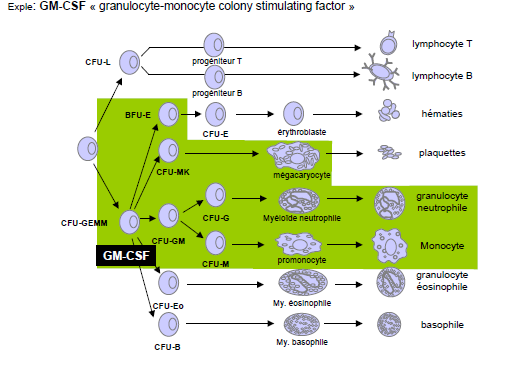 Exple: GM-CSF « granulocyte-monocyte colony stimulating factor »
CFU-L
progéniteur T
lymphocyte T
progéniteur B
lymphocyte B
BFU-E
CFU-E
érythroblaste
hématies
CFU-MK
mégacaryocyte
plaquettes
CFU-GEMM
CFU-GM
CFU-G
Myéloïde neutrophile
granulocyte
neutrophile
GM-CSF
CFU-M
promonocyte
Monocyte
CFU-Eo
My. éosinophile
granulocyte
éosinophile
CFU-B
My. basophile
basophile